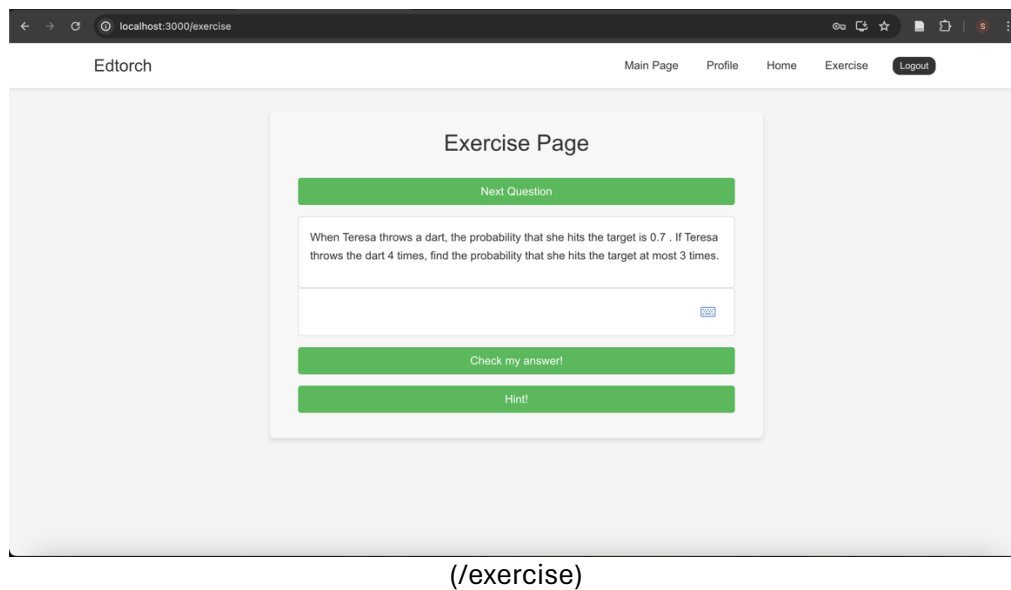 localhost:3000/exercise
S
Edtorch
Main Page
Profile
Home
Exercise
Logout
Exercise Page
Next Question
When Teresa throws a dart, the probability that she hits the target is 0.7 . If Teresa
throws the dart 4 times, find the probability that she hits the target at most 3 times.
Check my answer!
Hint!
(/exercise)